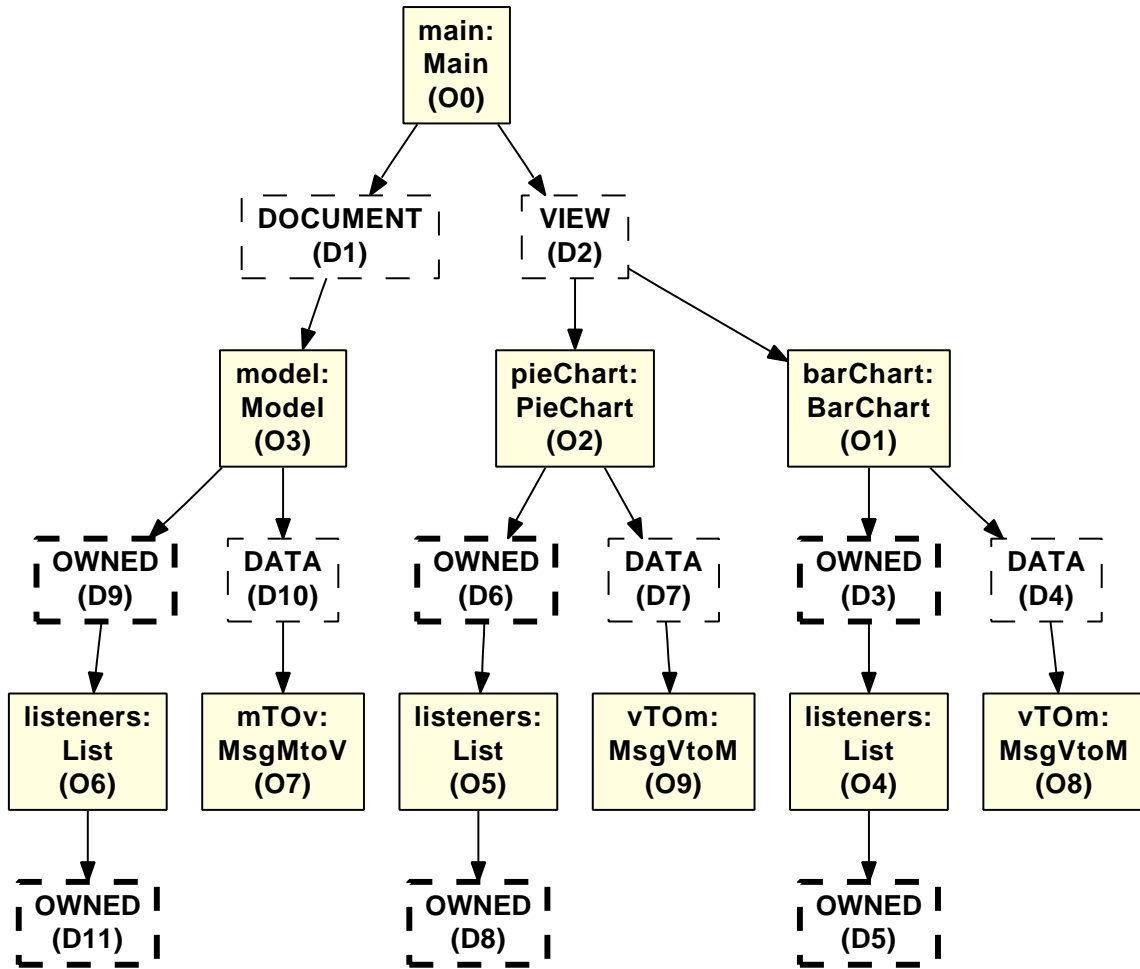 main:
Main
(O0)
DOCUMENT
(D1)
VIEW
(D2)
model:
Model
(O3)
pieChart:
PieChart
(O2)
barChart:
BarChart
(O1)
OWNED
(D9)
DATA
(D10)
OWNED
(D6)
DATA
(D7)
OWNED
(D3)
DATA
(D4)
listeners:
List
(O6)
mTOv:
MsgMtoV
(O7)
listeners:
List
(O5)
vTOm:
MsgVtoM
(O9)
listeners:
List
(O4)
vTOm:
MsgVtoM
(O8)
OWNED
(D11)
OWNED
(D8)
OWNED
(D5)